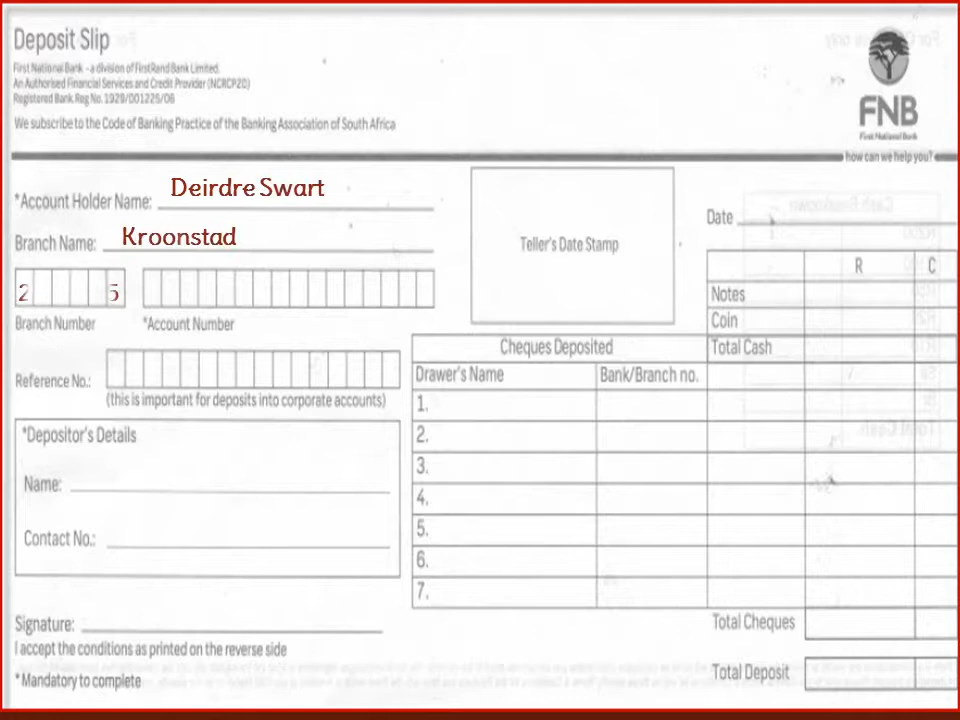 Deposit Slip
First National Bank - a division of FirstRand Bank Limited.
An Authorised Financial Services and Credit Provider (NCRCP20)
Registered Bank Reg No. 1929/001225/06
We subscribe to the Code of Banking Practice of the Banking Association of South Africa
FNB
First National Bank
how can we help you?
*Account Holder Name: Deirdre Swart
Branch Name: Kroonstad
2 5
Branch Number *Account Number
Reference No.:
(this is important for deposits into corporate accounts)
*Depositor's Details
Name:
Contact No.:
Signature:
I accept the conditions as printed on the reverse side
*Mandatory to complete
Teller's Date Stamp
Date
R C
Notes
Coin
Cheques Deposited Total Cash
Drawer's Name Bank/Branch no.
1.
2.
3.
4.
5.
6.
7.
Total Cheques
Total Deposit